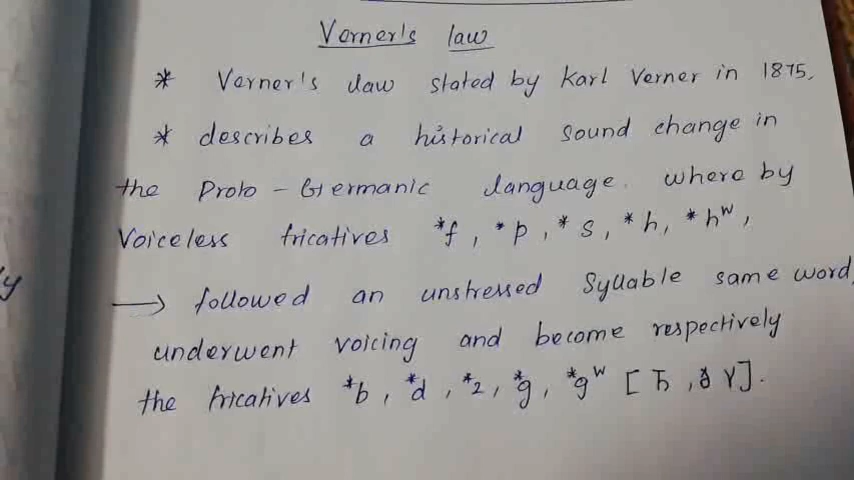 Verner's law
* Verner's law stated by Karl Verner in 1875,
* describes a historical sound change in
the Proto - Germanic language. where by
Voiceless fricatives *f, *p, *s, *h, *hʷ,
→ followed an unstressed Syllable same word,
underwent voicing and become respectively
the fricatives *b, *d, *2, *g, *gʷ [Ƃ, ð γ].